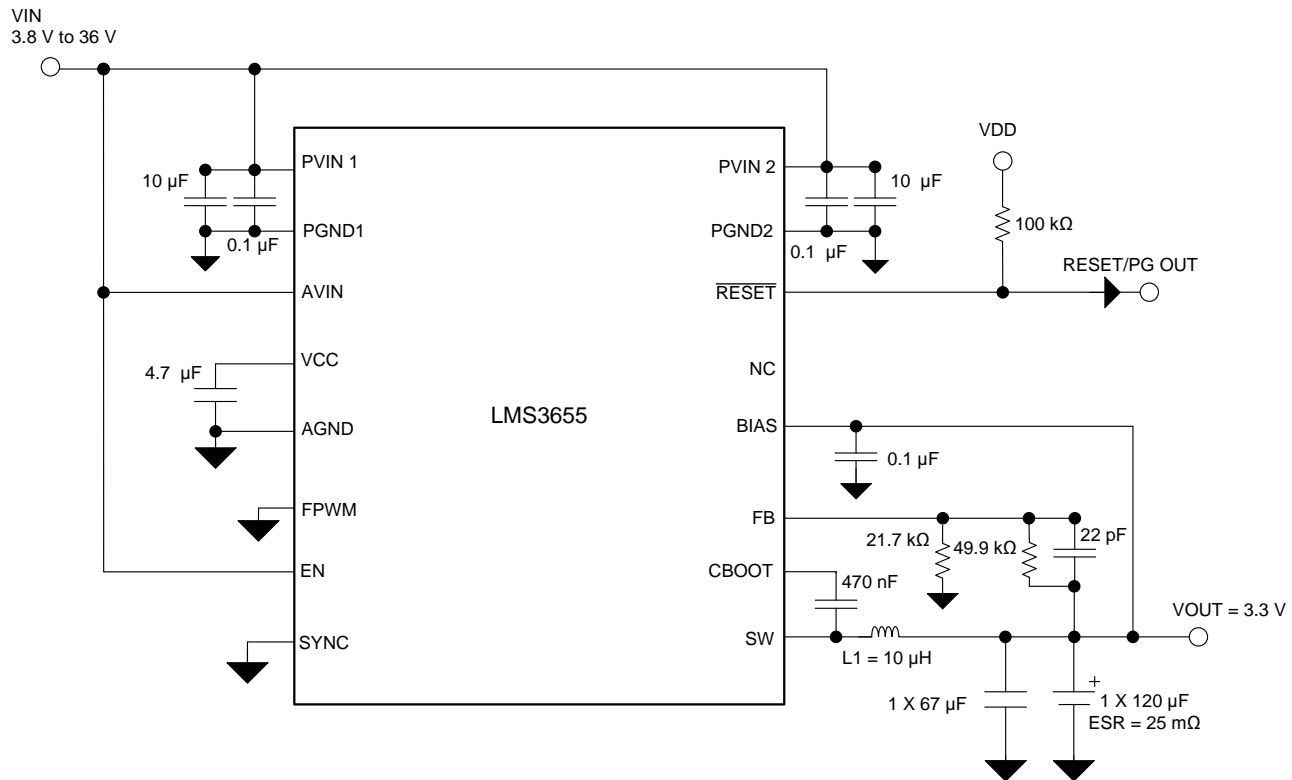 VIN
3.8 V to 36 V
VDD
PVIN 1
PVIN 2
10 µF
10 µF
100 kΩ
PGND1
PGND2
0.1 µF
0.1 µF
RESET/PG OUT
AVIN
RESET
VCC
NC
4.7 µF
LMS3655
AGND
BIAS
0.1 µF
FPWM
FB
21.7 kΩ
49.9 kΩ
22 pF
EN
CBOOT
470 nF
VOUT = 3.3 V
SYNC
SW
L1 = 10 µH
+
1 X 67 µF
1 X 120 µF
ESR = 25 mΩ